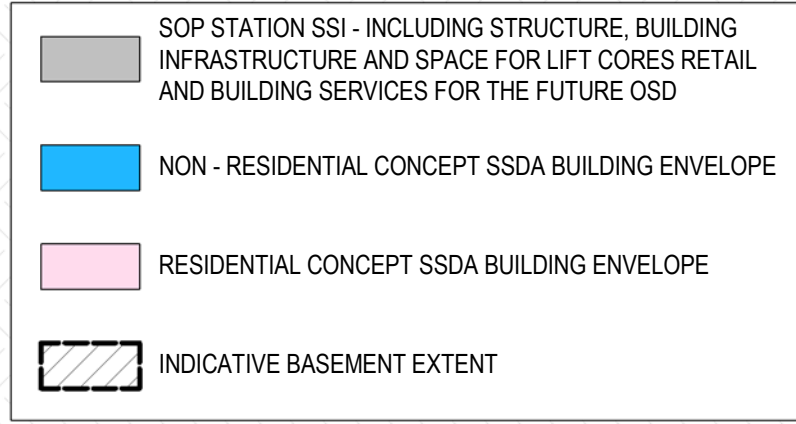 SOP STATION SSI - INCLUDING STRUCTURE, BUILDING
INFRASTRUCTURE AND SPACE FOR LIFT CORES RETAIL
AND BUILDING SERVICES FOR THE FUTURE OSD
NON - RESIDENTIAL CONCEPT SSDA BUILDING ENVELOPE
RESIDENTIAL CONCEPT SSDA BUILDING ENVELOPE
INDICATIVE BASEMENT EXTENT